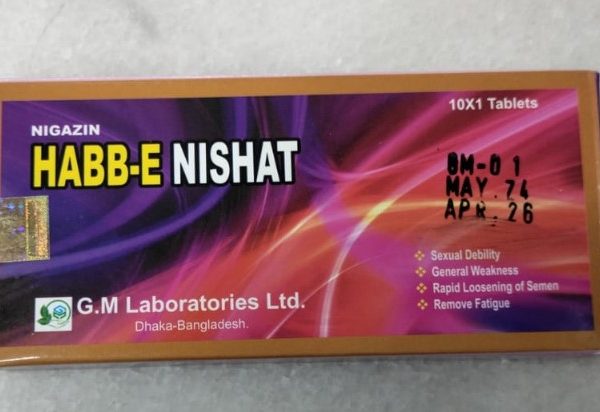 10X1 Tablets
NIGAZIN
HABB-E NISHAT
BM-01
MAY. 24
APR. 26
❖ Sexual Debility
❖ General Weakness
❖ Rapid Loosening of Semen
❖ Remove Fatigue
G.M Laboratories Ltd.
Dhaka-Bangladesh.